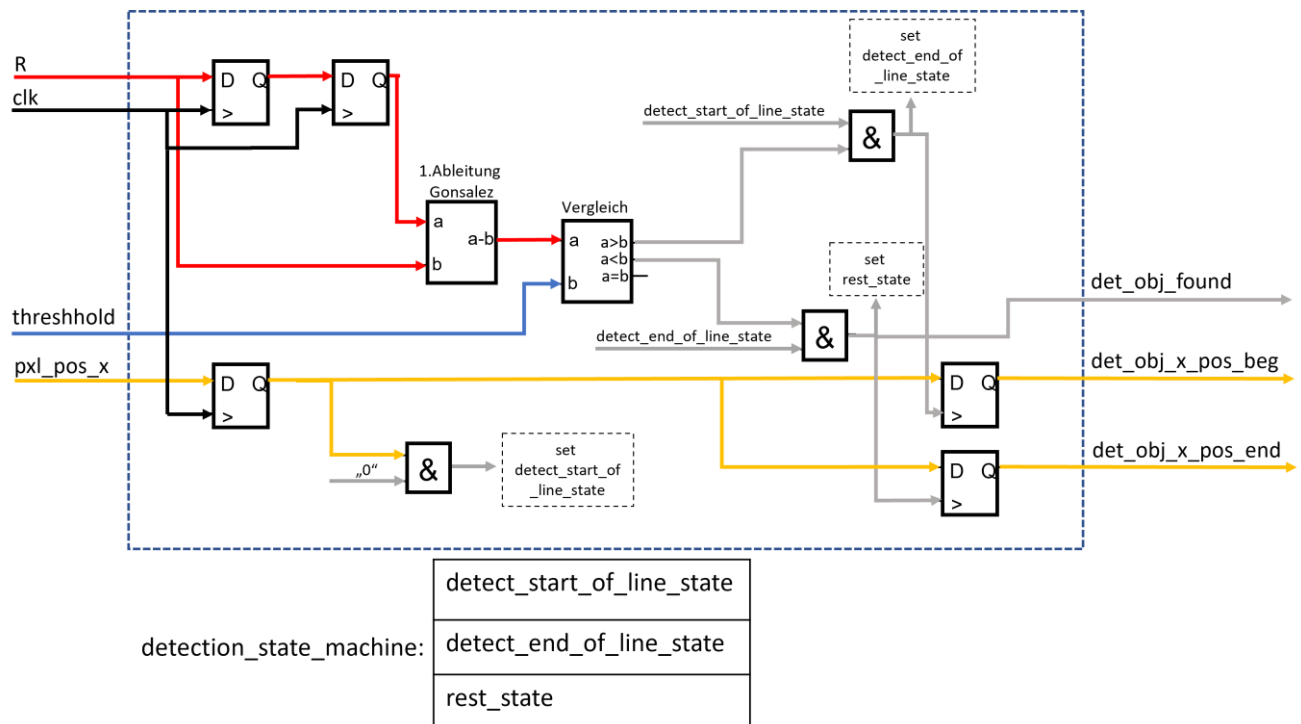 set
detect_end_of
_line_state
R
D Q
>
D Q
>
clk
detect_start_of_line_state
&
1.Ableitung
Gonsalez
a
a-b
b
Vergleich
a
a>b
a<b
b
a=b
set
rest_state
det_obj_found
threshhold
detect_end_of_line_state
&
pxl_pos_x
D Q
>
D Q
>
det_obj_x_pos_beg
„0“
&
set
detect_start_of
_line_state
D Q
>
det_obj_x_pos_end
detection_state_machine:
detect_start_of_line_state
detect_end_of_line_state
rest_state